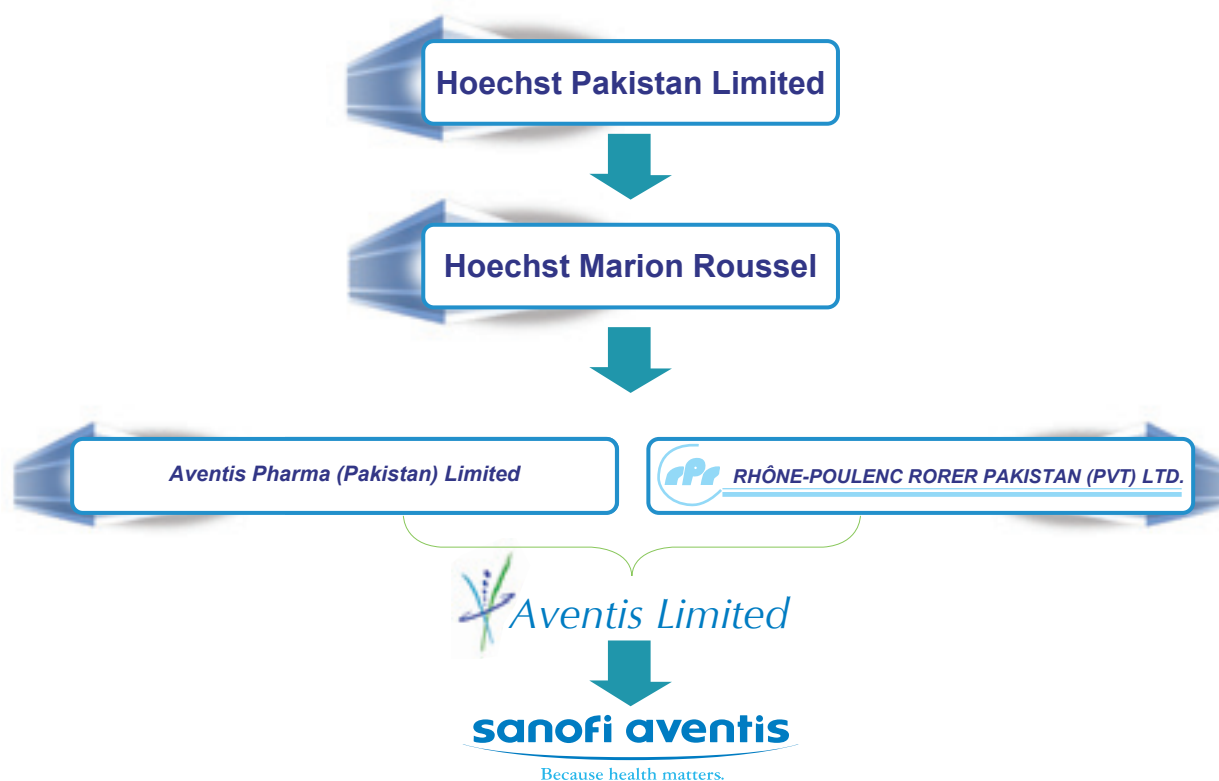 Hoechst Pakistan Limited
Hoechst Marion Roussel
Aventis Pharma (Pakistan) Limited
rPr RHÔNE-POULENC RORER PAKISTAN (PVT) LTD.
Aventis Limited
sanofi aventis
Because health matters.